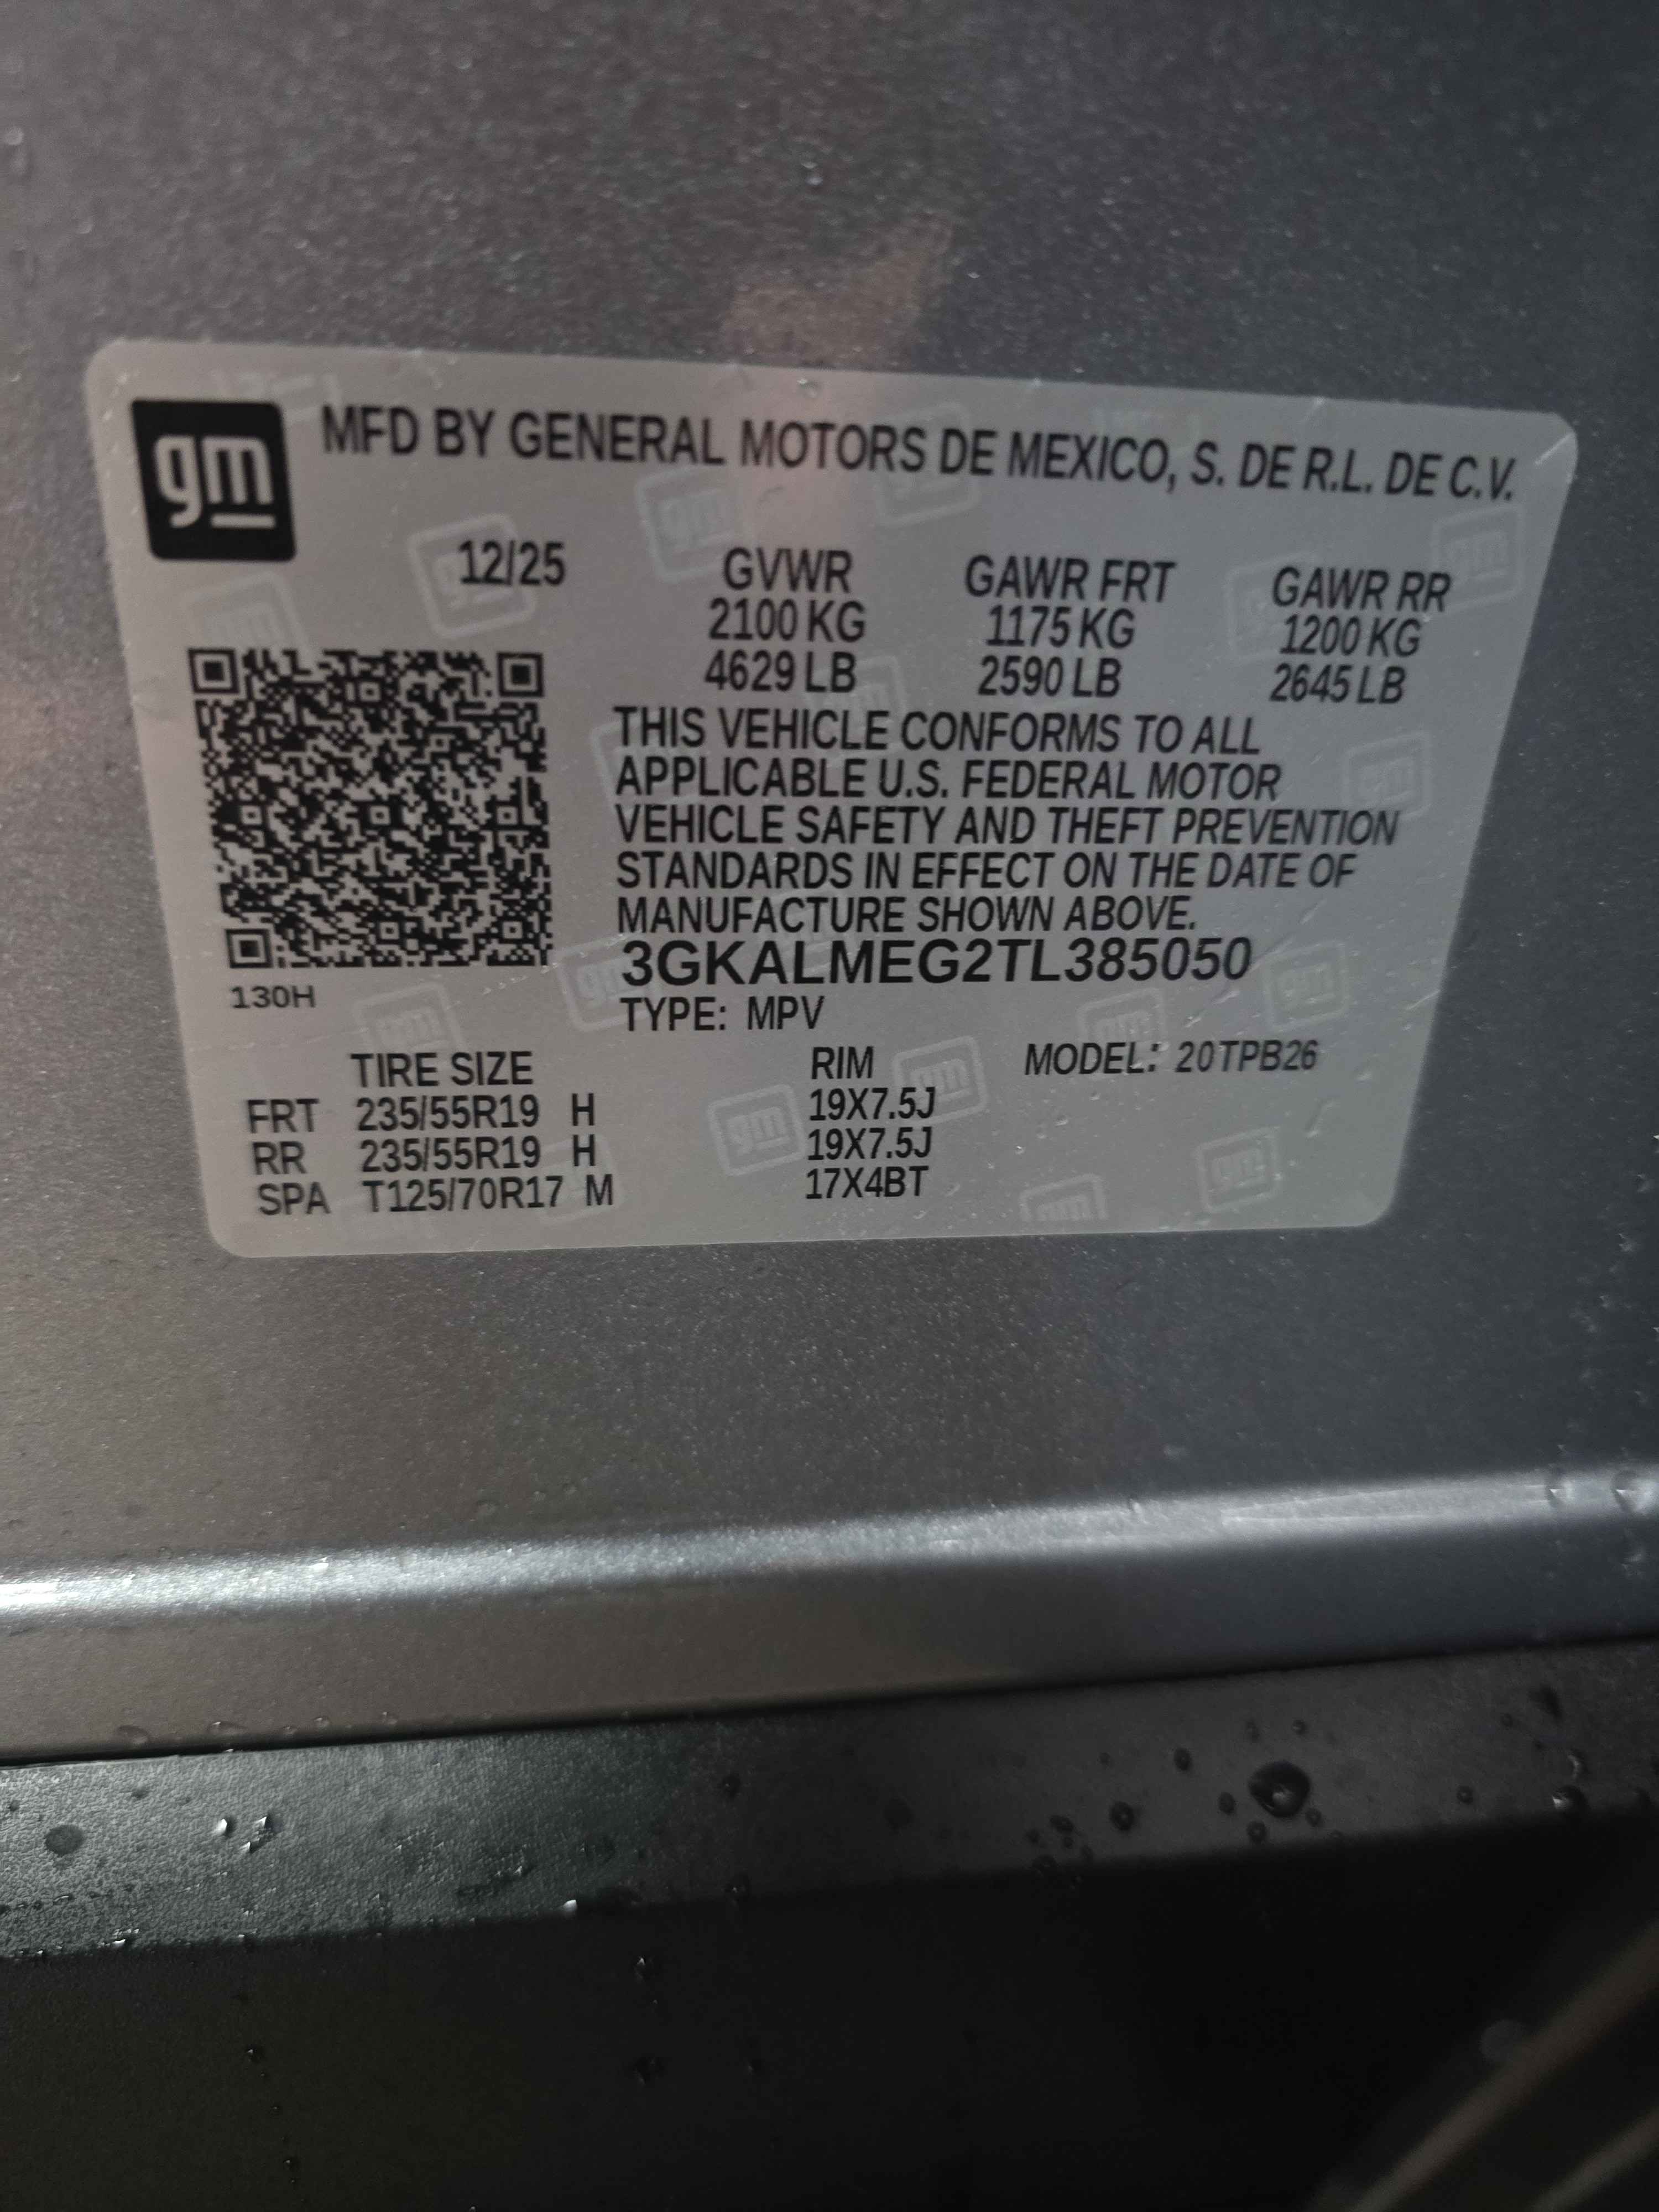 gm
MFD BY GENERAL MOTORS DE MEXICO, S. DE R.L. DE C.V.
12/25 GVWR GAWR FRT GAWR RR
2100 KG 1175 KG 1200 KG
4629 LB 2590 LB 2645 LB
THIS VEHICLE CONFORMS TO ALL
APPLICABLE U.S. FEDERAL MOTOR
VEHICLE SAFETY AND THEFT PREVENTION
STANDARDS IN EFFECT ON THE DATE OF
MANUFACTURE SHOWN ABOVE.
3GKALMEG2TL385050
130H
TYPE: MPV
TIRE SIZE RIM MODEL: 20TPB26
FRT 235/55R19 H 19X7.5J
RR 235/55R19 H 19X7.5J
SPA T125/70R17 M 17X4BT